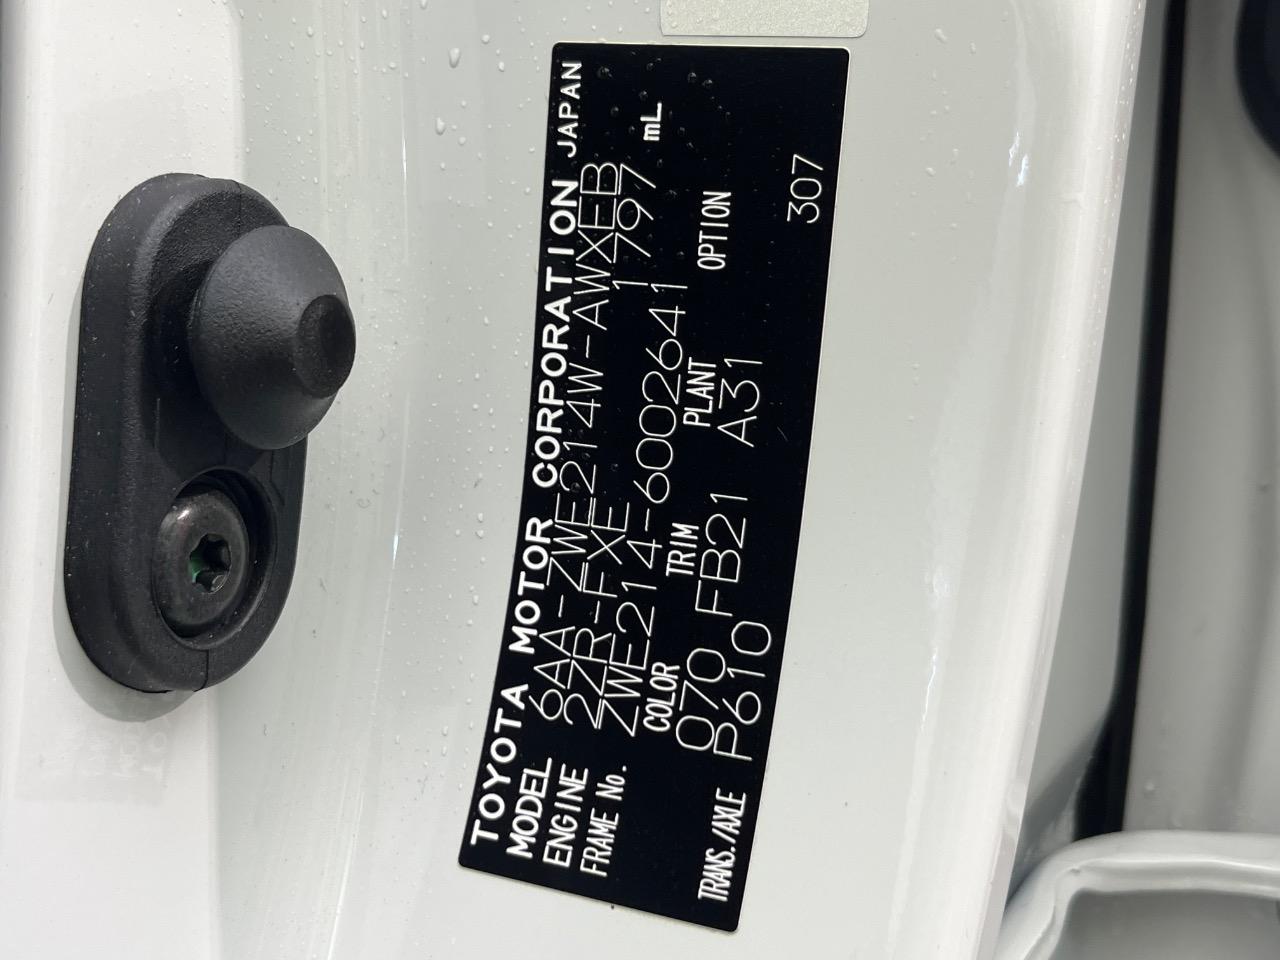 TOYOTA MOTOR CORPORATION JAPAN
MODEL 6AA-ZWE214W-AWXEB
ENGINE 2ZR-FXE 1797 mL
FRAME No. ZWE214-6002641
COLOR TRIM PLANT OPTION
070 FB21 A31
TRANS./AXLE P610 307